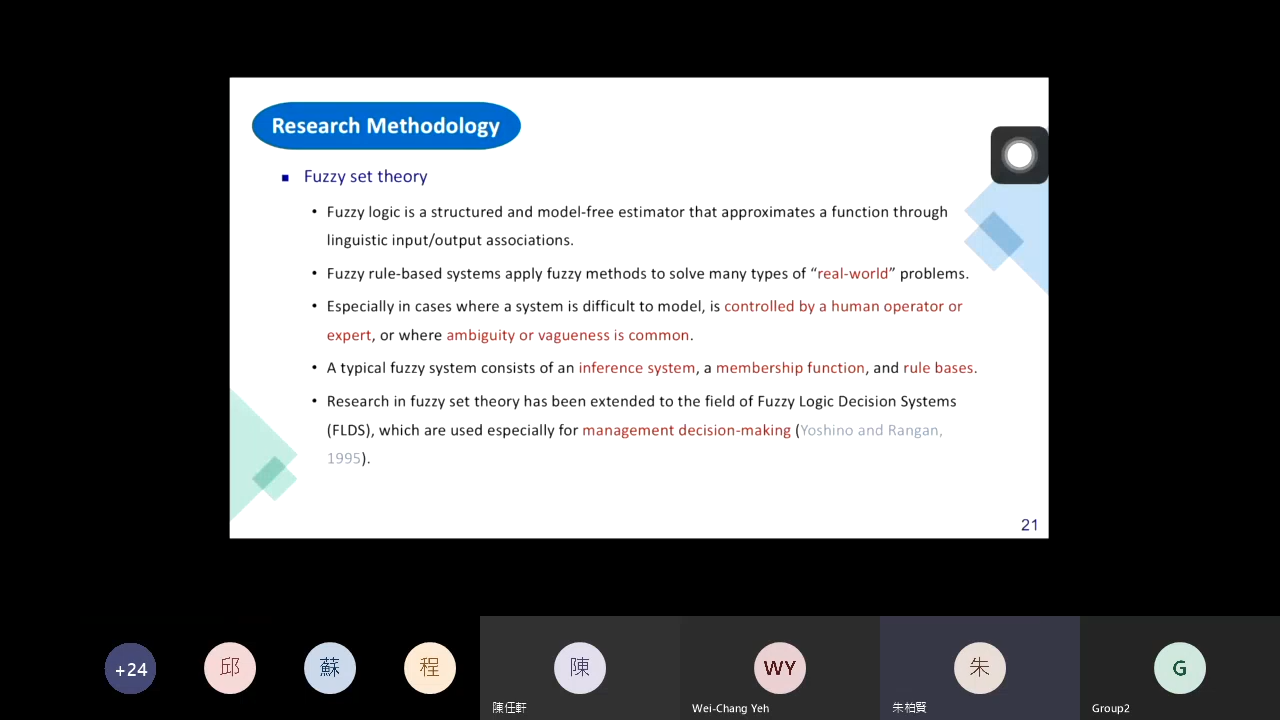 Research Methodology
Fuzzy set theory
• Fuzzy logic is a structured and model-free estimator that approximates a function through
linguistic input/output associations.
• Fuzzy rule-based systems apply fuzzy methods to solve many types of “real-world” problems.
• Especially in cases where a system is difficult to model, is controlled by a human operator or
expert, or where ambiguity or vagueness is common.
• A typical fuzzy system consists of an inference system, a membership function, and rule bases.
• Research in fuzzy set theory has been extended to the field of Fuzzy Logic Decision Systems
(FLDS), which are used especially for management decision-making (Yoshino and Rangan,
1995).
21
+24
邱
蘇
程
陳
WY
朱
G
陳任軒
Wei-Chang Yeh
朱柏賢
Group2